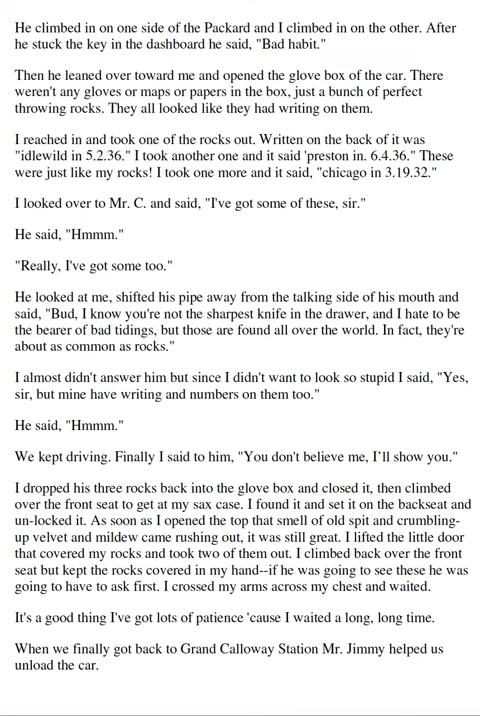 He climbed in on one side of the Packard and I climbed in on the other. After
he stuck the key in the dashboard he said, "Bad habit."
Then he leaned over toward me and opened the glove box of the car. There
weren't any gloves or maps or papers in the box, just a bunch of perfect
throwing rocks. They all looked like they had writing on them.
I reached in and took one of the rocks out. Written on the back of it was
"idlewild in 5.2.36." I took another one and it said 'preston in. 6.4.36." These
were just like my rocks! I took one more and it said, "chicago in 3.19.32."
I looked over to Mr. C. and said, "I've got some of these, sir."
He said, "Hmmm."
"Really, I've got some too."
He looked at me, shifted his pipe away from the talking side of his mouth and
said, "Bud, I know you're not the sharpest knife in the drawer, and I hate to be
the bearer of bad tidings, but those are found all over the world. In fact, they're
about as common as rocks."
I almost didn't answer him but since I didn't want to look so stupid I said, "Yes,
sir, but mine have writing and numbers on them too."
He said, "Hmmm."
We kept driving. Finally I said to him, "You don't believe me, I’ll show you."
I dropped his three rocks back into the glove box and closed it, then climbed
over the front seat to get at my sax case. I found it and set it on the backseat and
un-locked it. As soon as I opened the top that smell of old spit and crumbling-
up velvet and mildew came rushing out, it was still great. I lifted the little door
that covered my rocks and took two of them out. I climbed back over the front
seat but kept the rocks covered in my hand--if he was going to see these he was
going to have to ask first. I crossed my arms across my chest and waited.
It's a good thing I've got lots of patience 'cause I waited a long, long time.
When we finally got back to Grand Calloway Station Mr. Jimmy helped us
unload the car.